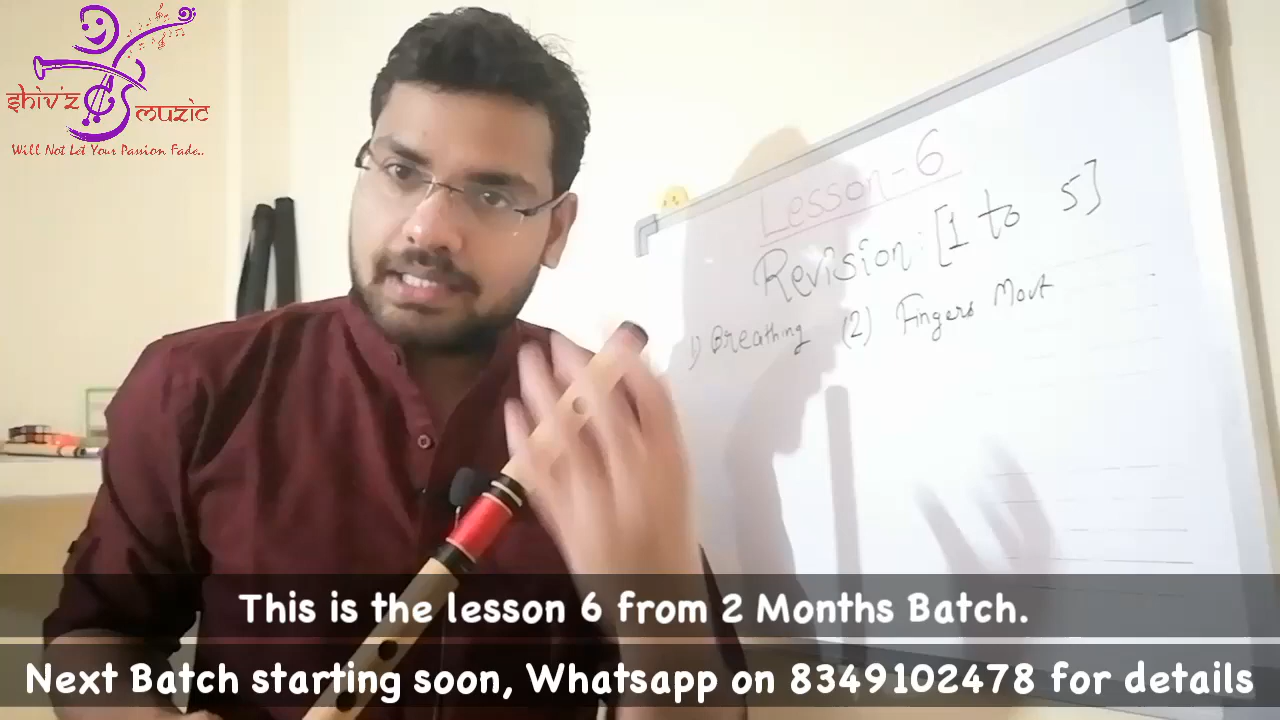 Shiv'z muzic
Will Not Let Your Passion Fade..
Lesson-6
Revision: [1 to 5]
1) Breathing (2) Fingers Movt
This is the lesson 6 from 2 Months Batch.
Next Batch starting soon, Whatsapp on 8349102478 for details